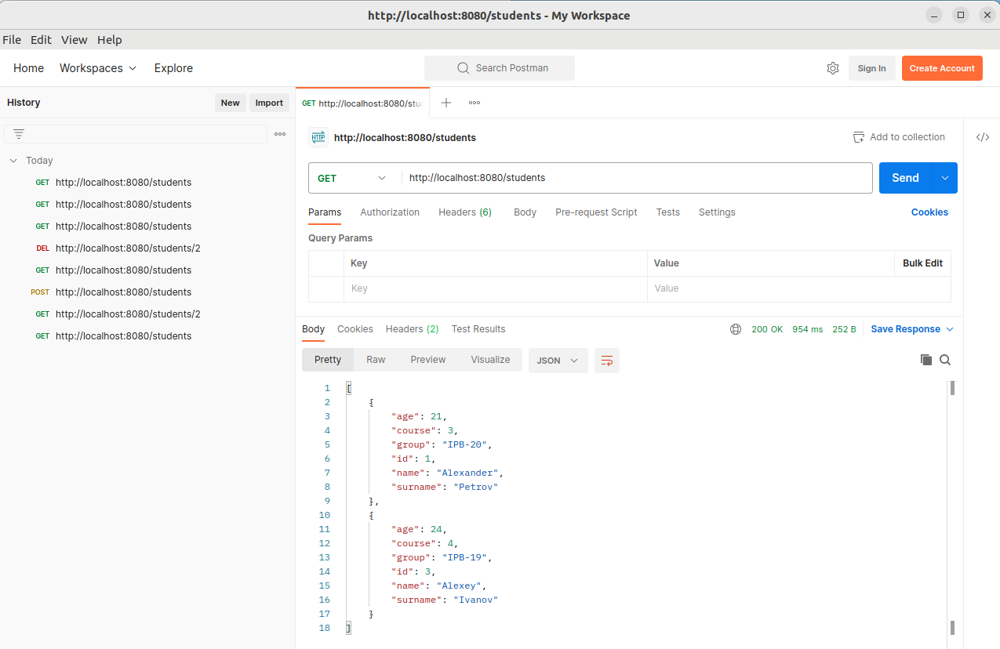 http://localhost:8080/students - My Workspace
File Edit View Help
Home Workspaces Explore Search Postman Sign In Create Account
History New Import
GET http://localhost:8080/stu
Today
GET http://localhost:8080/students
GET http://localhost:8080/students
GET http://localhost:8080/students
DEL http://localhost:8080/students/2
GET http://localhost:8080/students
POST http://localhost:8080/students
GET http://localhost:8080/students/2
GET http://localhost:8080/students
HTTP http://localhost:8080/students Add to collection </>
GET http://localhost:8080/students Send
Params Authorization Headers (6) Body Pre-request Script Tests Settings Cookies
Query Params
Key Value Bulk Edit
Key Value
Body Cookies Headers (2) Test Results 200 OK 954 ms 252 B Save Response
Pretty Raw Preview Visualize JSON
1 [
2 {
3 "age": 21,
4 "course": 3,
5 "group": "IPB-20",
6 "id": 1,
7 "name": "Alexander",
8 "surname": "Petrov"
9 },
10 {
11 "age": 24,
12 "course": 4,
13 "group": "IPB-19",
14 "id": 3,
15 "name": "Alexey",
16 "surname": "Ivanov"
17 }
18 ]